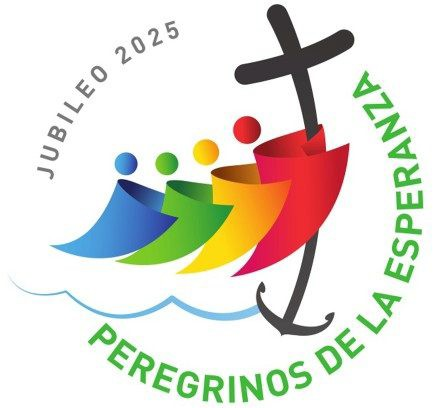 JUBILEO 2025
PEREGRINOS DE LA ESPERANZA